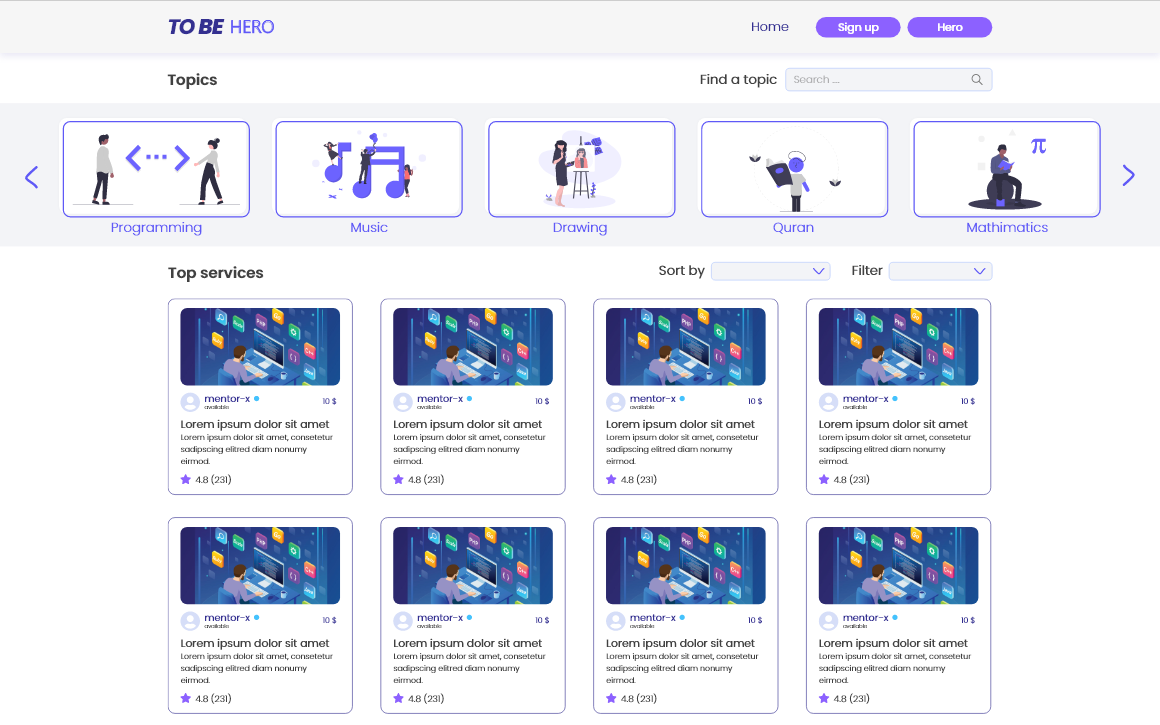 TO BE HERO
Home
Sign up
Hero
Topics
Find a topic
Search ...
π
Programming
Music
Drawing
Quran
Mathimatics
Top services
Sort by
Filter
PHP
C++
mentor-x
available
10 $
Lorem ipsum dolor sit amet
Lorem ipsum dolor sit amet, consetetur
sadipscing elitred diam nonumy
eirmod.
4.8 (231)
PHP
C++
mentor-x
available
10 $
Lorem ipsum dolor sit amet
Lorem ipsum dolor sit amet, consetetur
sadipscing elitred diam nonumy
eirmod.
4.8 (231)
PHP
C++
mentor-x
available
10 $
Lorem ipsum dolor sit amet
Lorem ipsum dolor sit amet, consetetur
sadipscing elitred diam nonumy
eirmod.
4.8 (231)
PHP
C++
mentor-x
available
10 $
Lorem ipsum dolor sit amet
Lorem ipsum dolor sit amet, consetetur
sadipscing elitred diam nonumy
eirmod.
4.8 (231)
PHP
C++
mentor-x
available
10 $
Lorem ipsum dolor sit amet
Lorem ipsum dolor sit amet, consetetur
sadipscing elitred diam nonumy
eirmod.
4.8 (231)
PHP
C++
mentor-x
available
10 $
Lorem ipsum dolor sit amet
Lorem ipsum dolor sit amet, consetetur
sadipscing elitred diam nonumy
eirmod.
4.8 (231)
PHP
C++
mentor-x
available
10 $
Lorem ipsum dolor sit amet
Lorem ipsum dolor sit amet, consetetur
sadipscing elitred diam nonumy
eirmod.
4.8 (231)
PHP
C++
mentor-x
available
10 $
Lorem ipsum dolor sit amet
Lorem ipsum dolor sit amet, consetetur
sadipscing elitred diam nonumy
eirmod.
4.8 (231)